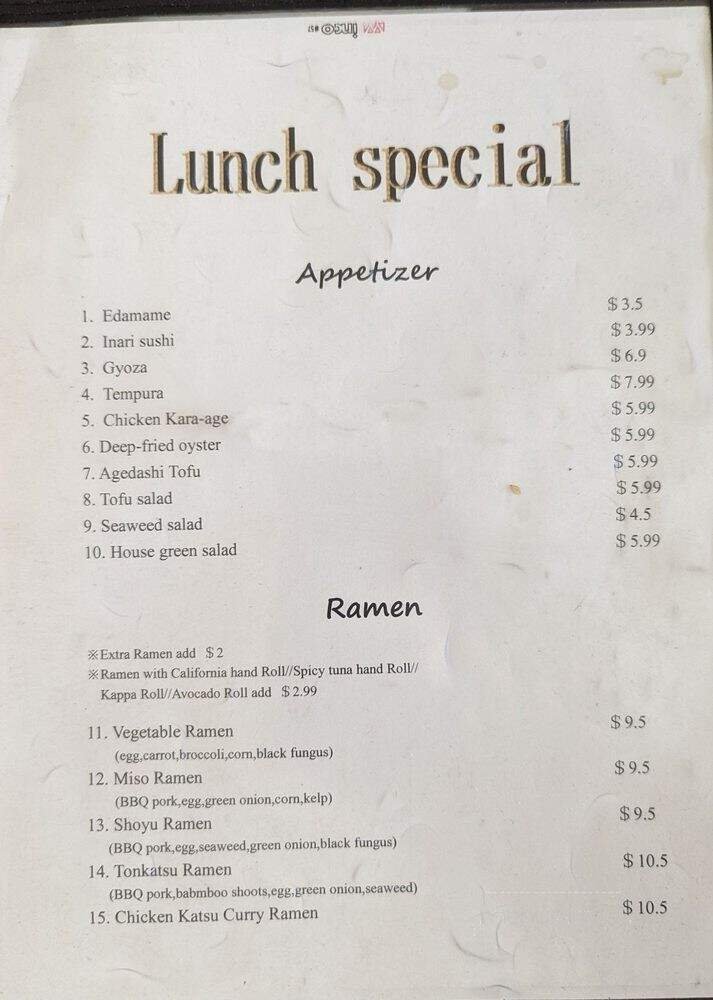 Lunch special
Appetizer
1. Edamame $3.5
2. Inari sushi $3.99
3. Gyoza $6.9
4. Tempura $7.99
5. Chicken Kara-age $5.99
6. Deep-fried oyster $5.99
7. Agedashi Tofu $5.99
8. Tofu salad $5.99
9. Seaweed salad $4.5
10. House green salad $5.99
Ramen
※Extra Ramen add $2
※Ramen with California hand Roll//Spicy tuna hand Roll//
Kappa Roll//Avocado Roll add $2.99
11. Vegetable Ramen $9.5
(egg,carrot,broccoli,corn,black fungus)
12. Miso Ramen $9.5
(BBQ pork,egg,green onion,corn,kelp)
13. Shoyu Ramen $9.5
(BBQ pork,egg,seaweed,green onion,black fungus)
14. Tonkatsu Ramen $10.5
(BBQ pork,babmboo shoots,egg,green onion,seaweed)
15. Chicken Katsu Curry Ramen $10.5